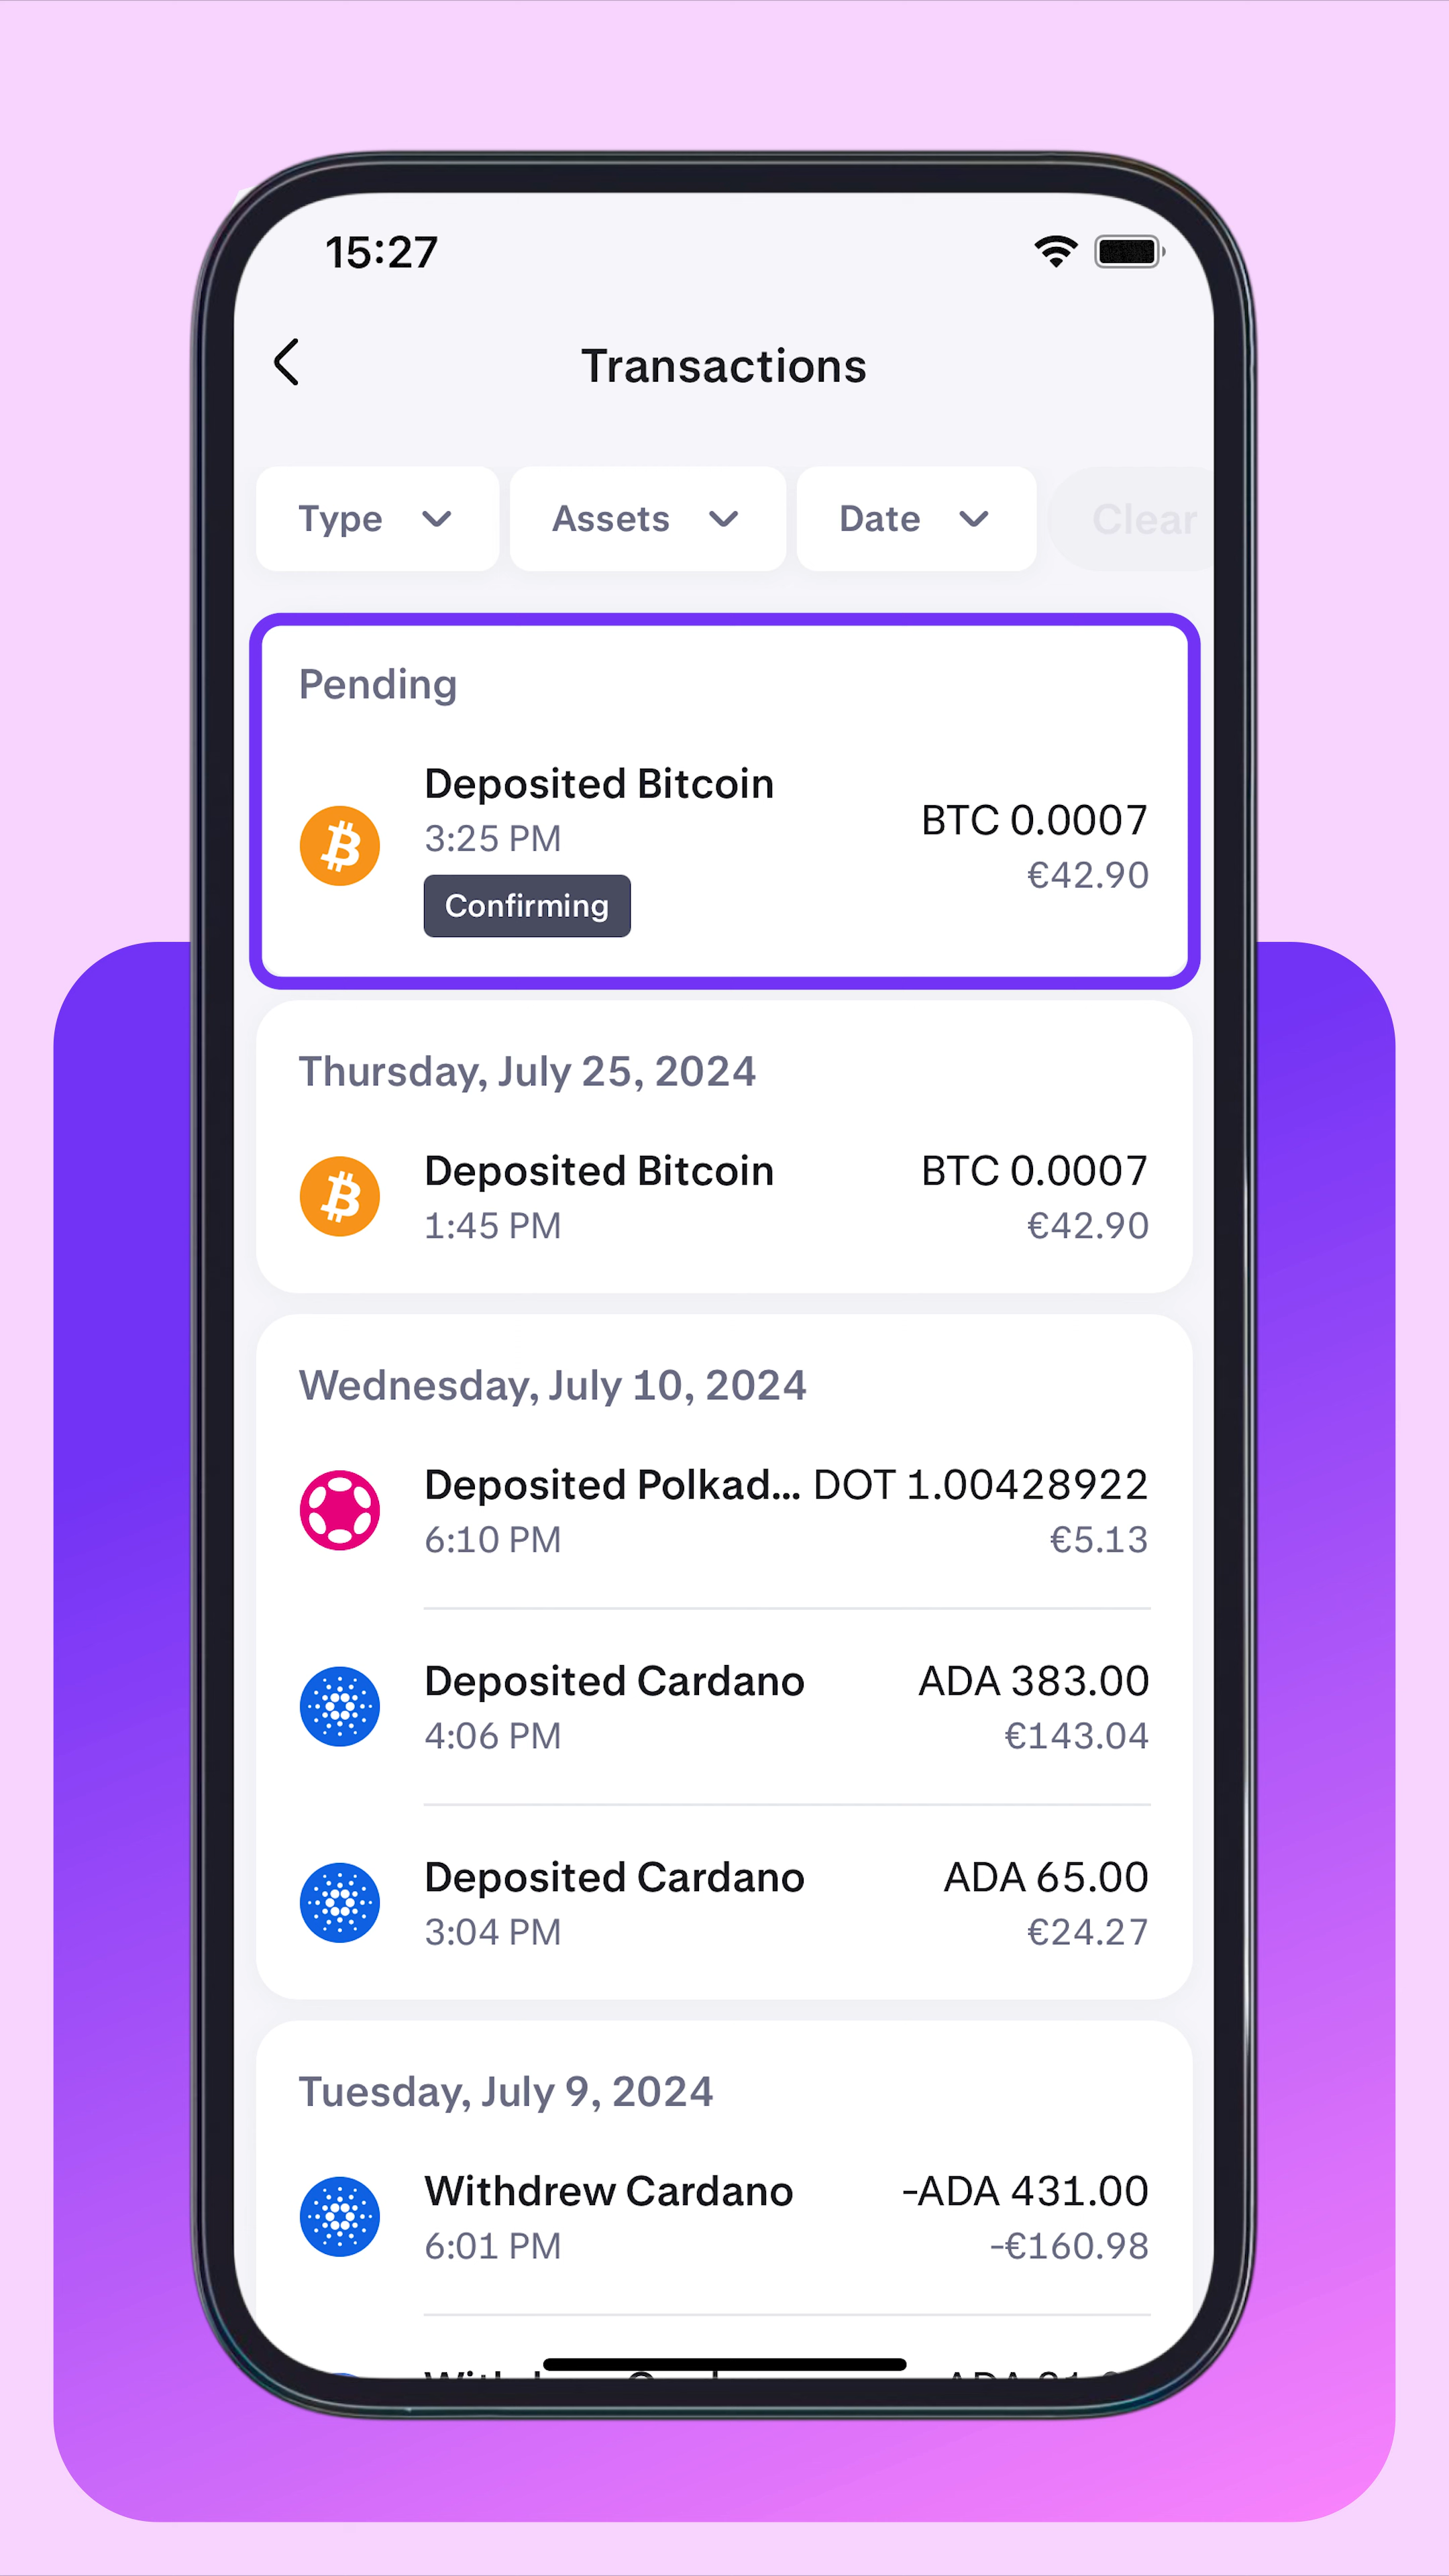 15:27
Transactions
Type
Assets
Date
Clear
Pending
Deposited Bitcoin
BTC 0.0007
3:25 PM
€42.90
Confirming
Thursday, July 25, 2024
Deposited Bitcoin
BTC 0.0007
1:45 PM
€42.90
Wednesday, July 10, 2024
Deposited Polkad... DOT 1.00428922
6:10 PM
€5.13
Deposited Cardano
ADA 383.00
4:06 PM
€143.04
Deposited Cardano
ADA 65.00
3:04 PM
€24.27
Tuesday, July 9, 2024
Withdrew Cardano
-ADA 431.00
6:01 PM
-€160.98